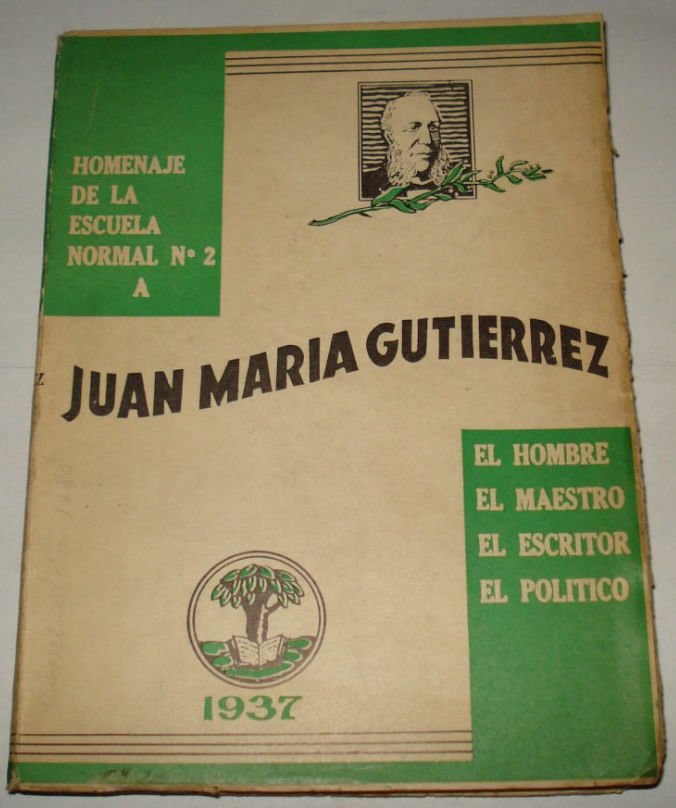 HOMENAJE
DE LA
ESCUELA
NORMAL Nº 2
A
JUAN MARIA GUTIERREZ
EL HOMBRE
EL MAESTRO
EL ESCRITOR
EL POLITICO
1937
Z